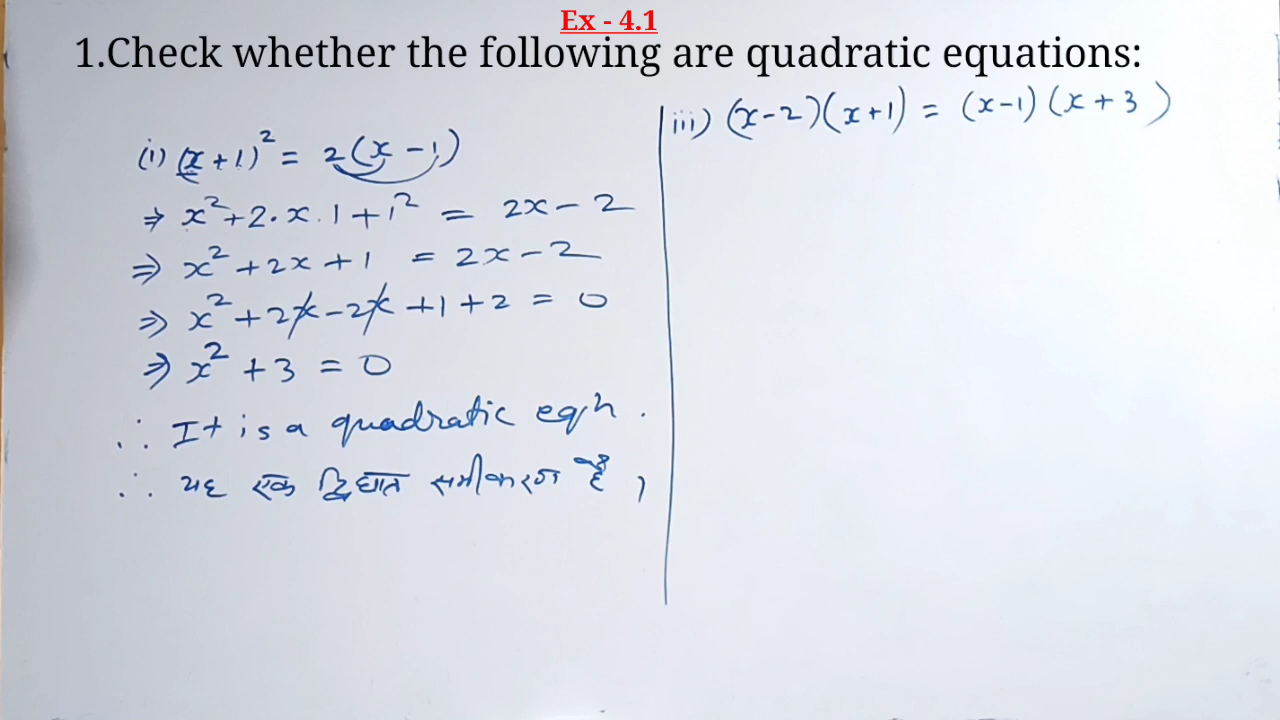 Ex - 4.1
1.Check whether the following are quadratic equations:
(i) (x+1)² = 2(x-1)
⇒ x²+2·x.1+1² = 2x-2
⇒ x²+2x+1 = 2x-2
⇒ x²+2x-2x+1+2 = 0
⇒ x²+3 = 0
∴ It is a quadratic eqn.
∴ यह एक द्विघात समीकरण है,
iii) (x-2)(x+1) = (x-1)(x+3)